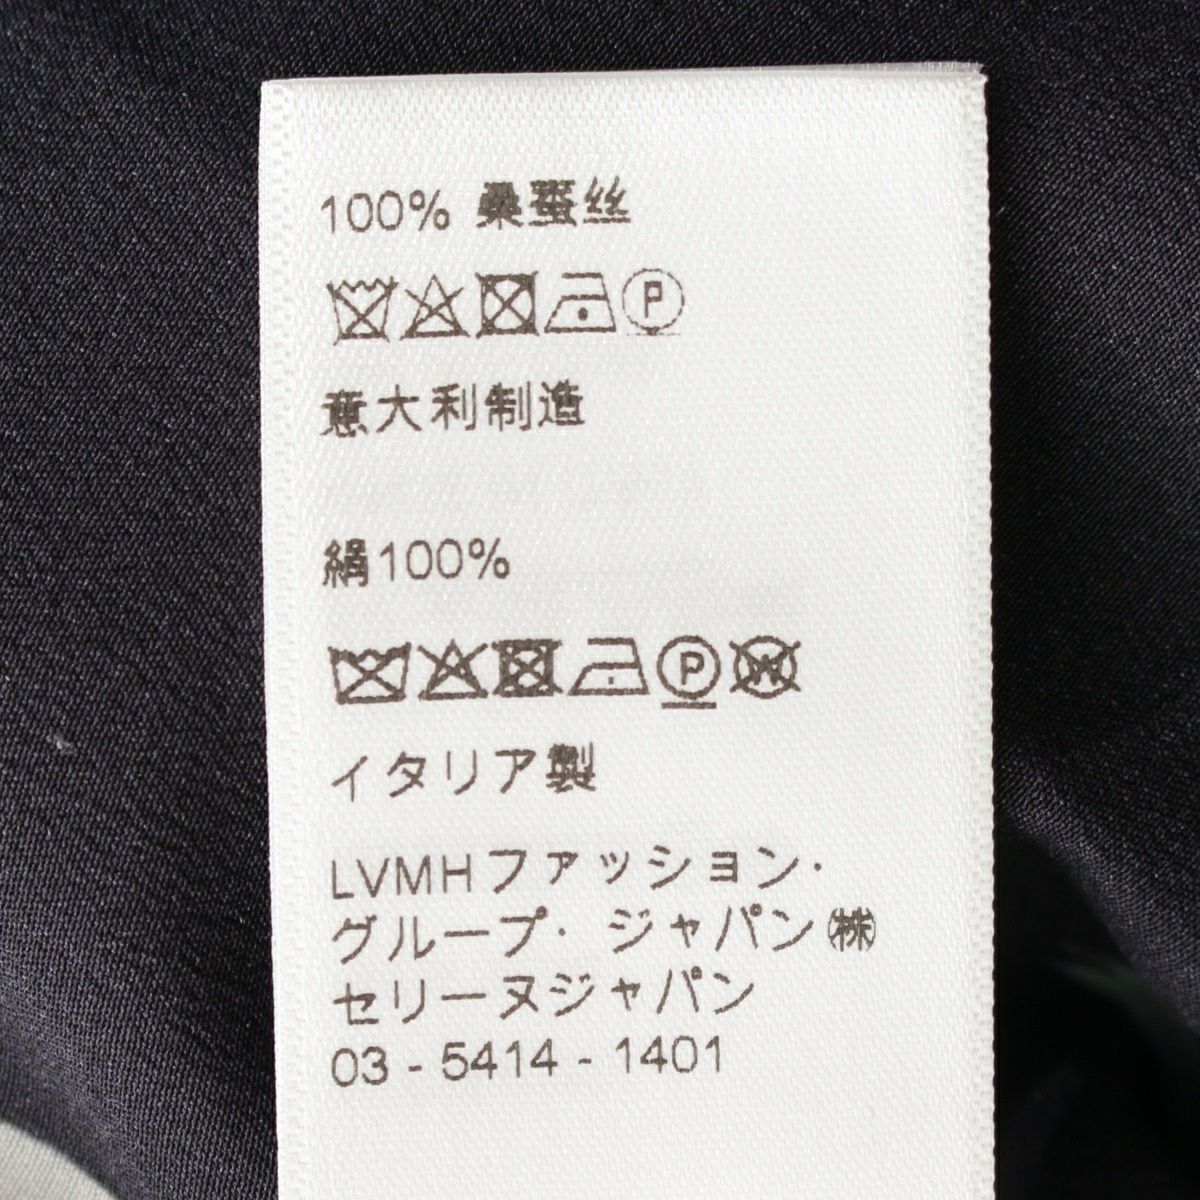 100% 桑蚕丝
P
意大利制造
絹100%
P W
イタリア製
LVMHファッション・
グループ・ジャパン㈱
セリーヌジャパン
03 - 5414 - 1401